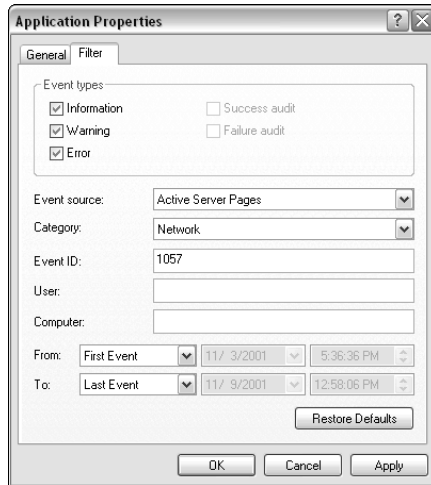 Application Properties
General Filter
Event types
Information Success audit
Warning Failure audit
Error
Event source: Active Server Pages
Category: Network
Event ID: 1057
User:
Computer:
From: First Event 11/ 3/2001 5:36:36 PM
To: Last Event 11/ 9/2001 12:58:06 PM
Restore Defaults
OK Cancel Apply